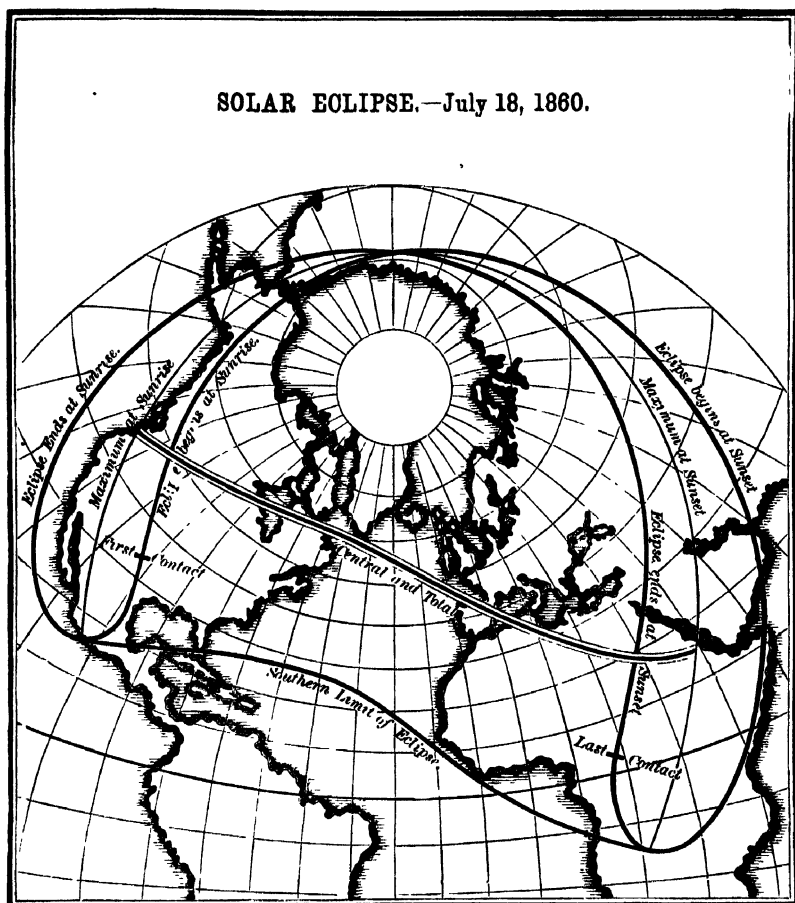 SOLAR ECLIPSE.—July 18, 1860.
Eclipse Ends at Sunrise.
Maximum at Sunrise
Eclipse begins at Sunrise.
First Contact
Central and Total
Southern Limit of Eclipse.
Eclipse begins at Sunset
Maximum at Sunset
Eclipse ends at Sunset
Last Contact